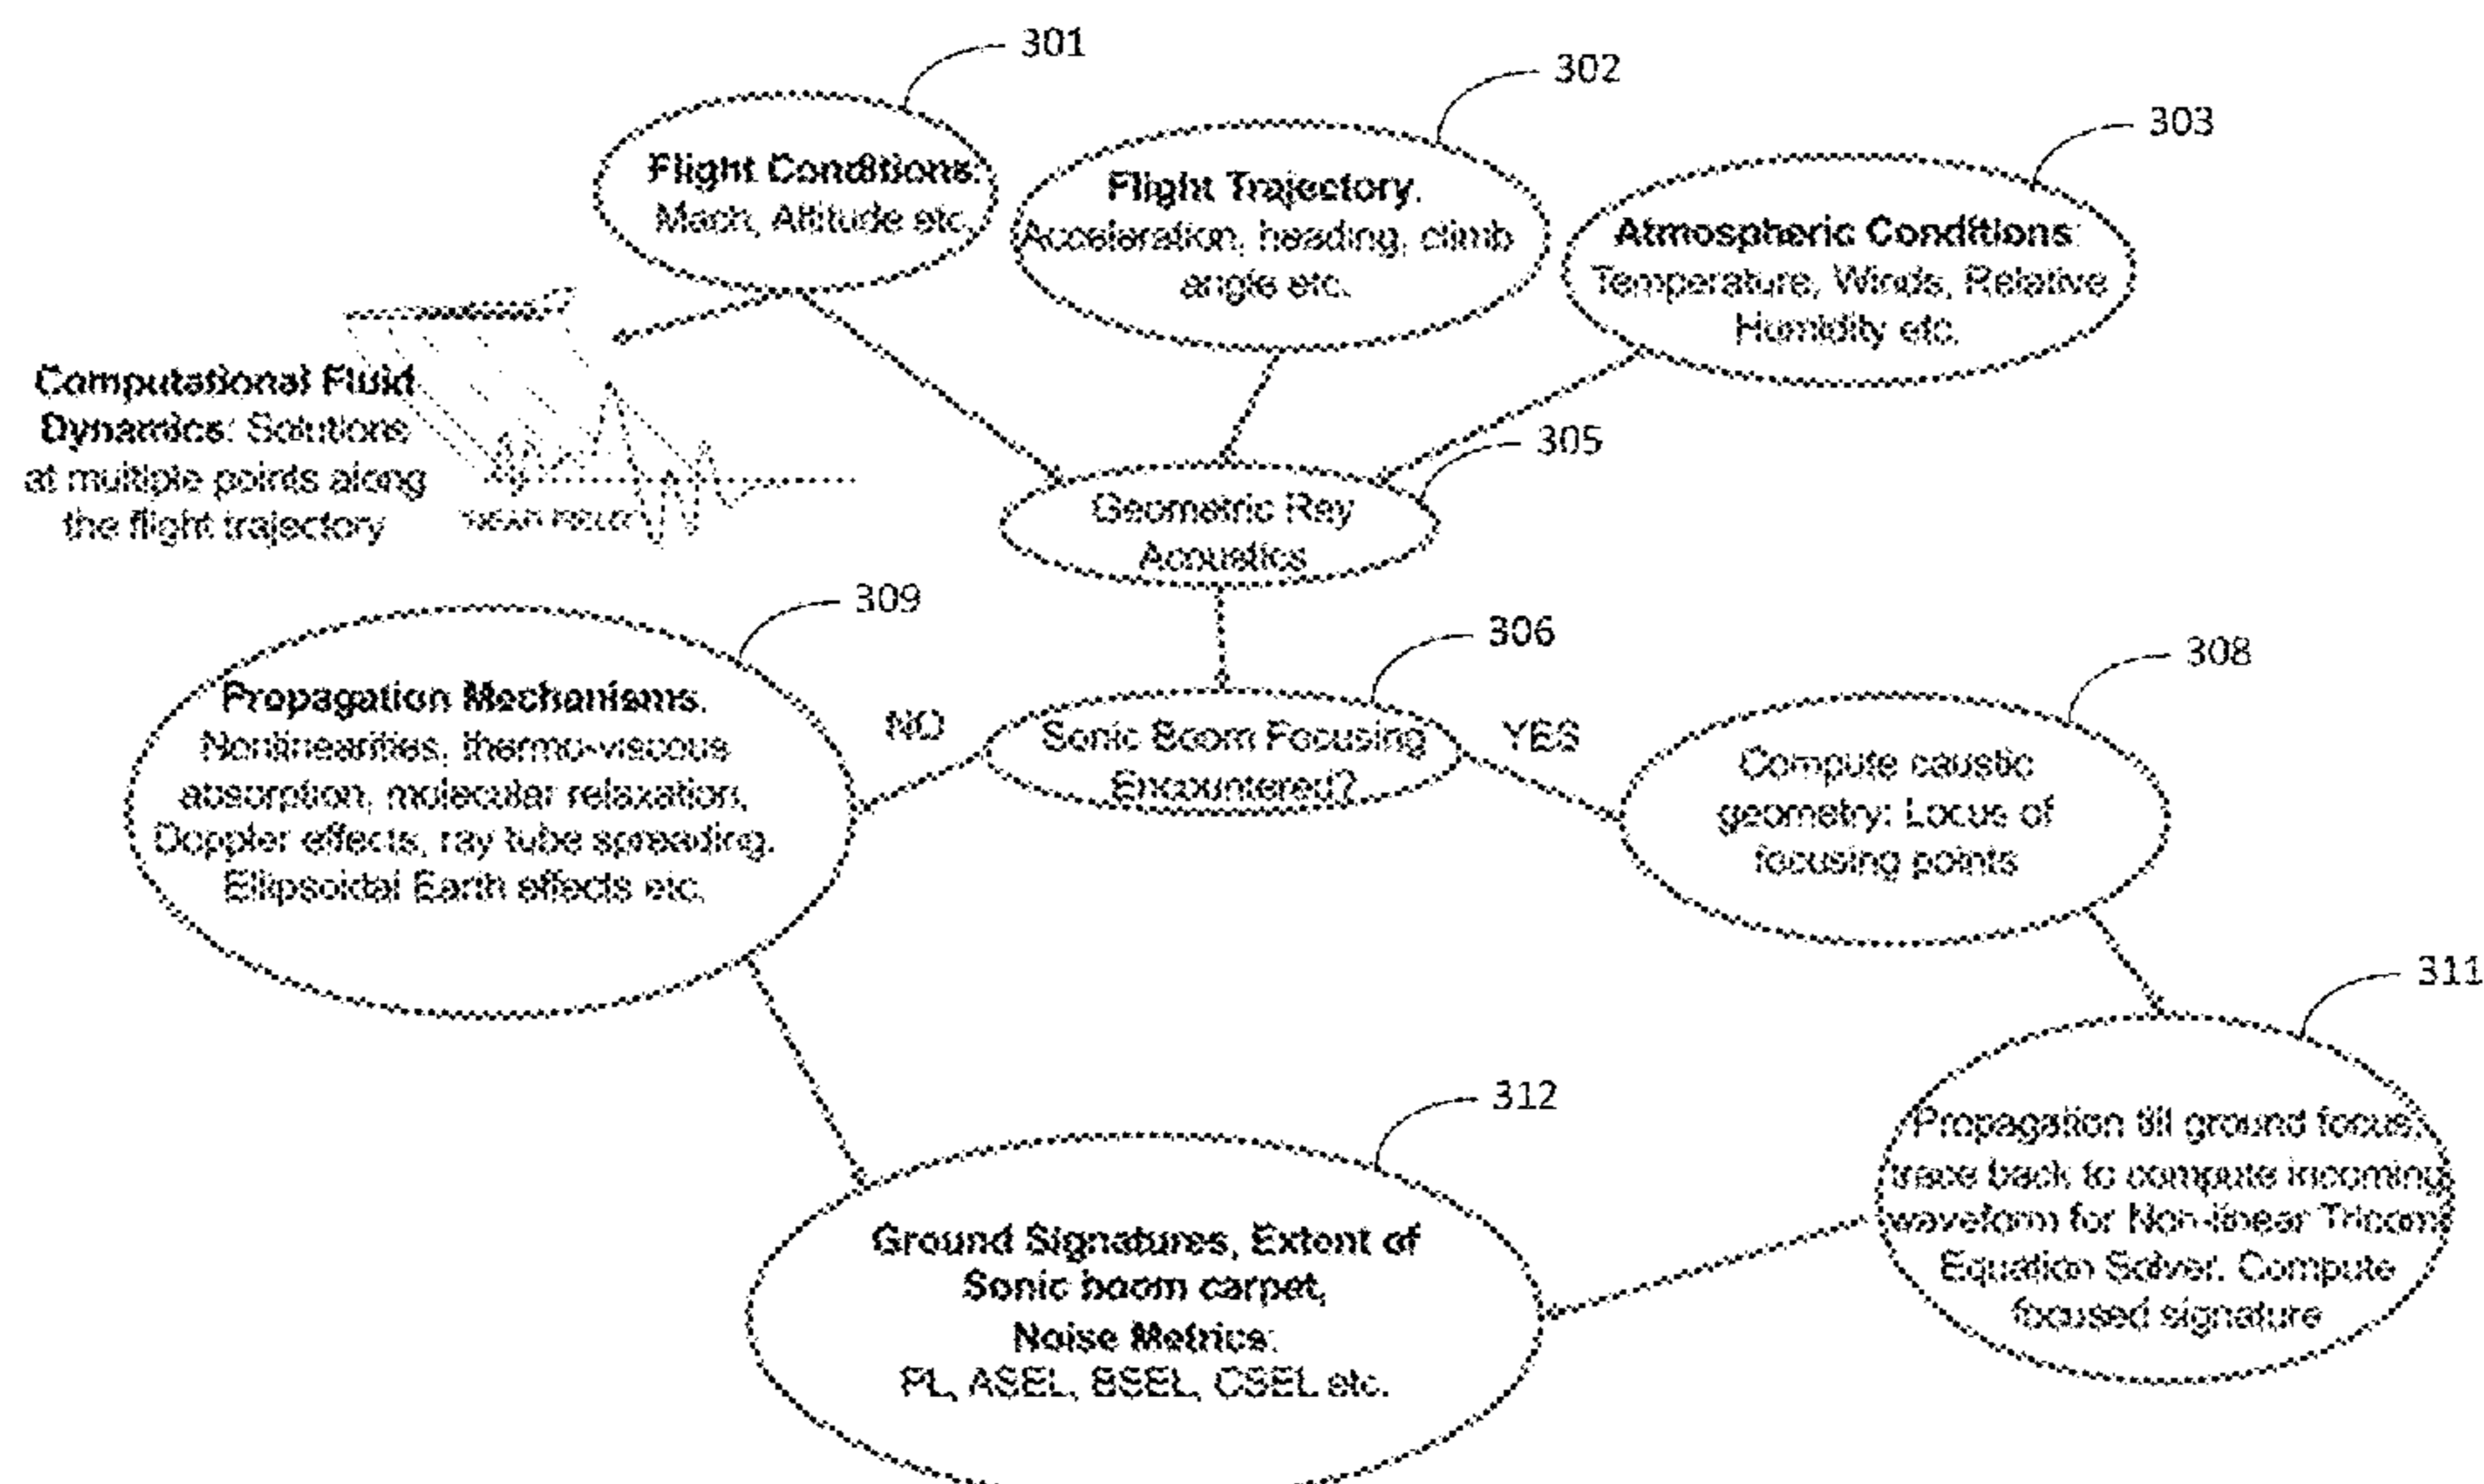 301
302
303
Flight Conditions:
Mach, Altitude etc.
Flight Trajectory.
Acceleration, heading, climb
angle etc.
Atmospheric Conditions:
Temperature, Winds, Relative
Humidity etc.
Computational Fluid
Dynamics: Solutions
at multiple points along
the flight trajectory
NEAR FIELD
305
Geometric Ray
Acoustics
309
Propagation Mechanisms.
Nonlinearities, thermo-viscous
absorption, molecular relaxation,
Doppler effects, ray tube spreading.
Ellipsoidal Earth effects etc.
306
NO
Sonic Boom Focusing
Encountered?
YES
308
Compute caustic
geometry: Locus of
focusing points
311
Propagation till ground focus,
trace back to compute incoming
waveform for Non-linear Tricomi
Equation Solver. Compute
focused signature
312
Ground Signatures, Extent of
Sonic boom carpet,
Noise Metrics:
PL, ASEL, BSEL, CSEL etc.